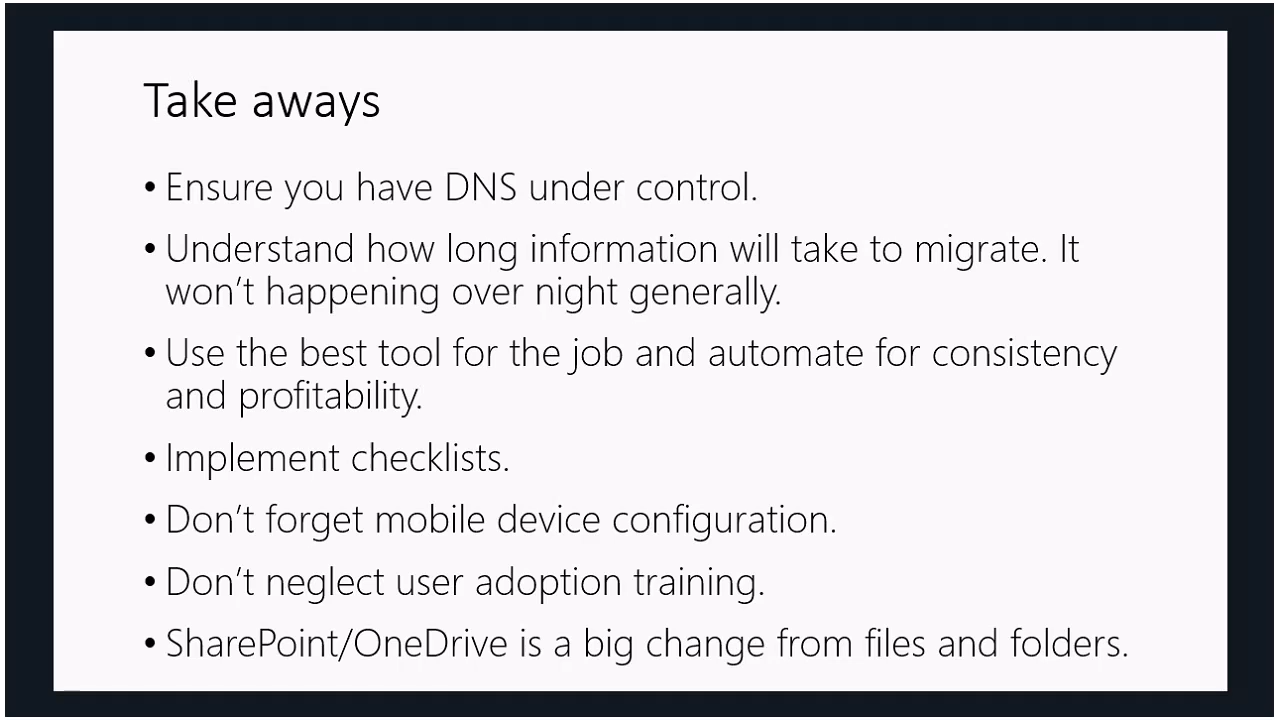 Take aways
• Ensure you have DNS under control.
• Understand how long information will take to migrate. It
won't happening over night generally.
• Use the best tool for the job and automate for consistency
and profitability.
• Implement checklists.
• Don't forget mobile device configuration.
• Don't neglect user adoption training.
• SharePoint/OneDrive is a big change from files and folders.